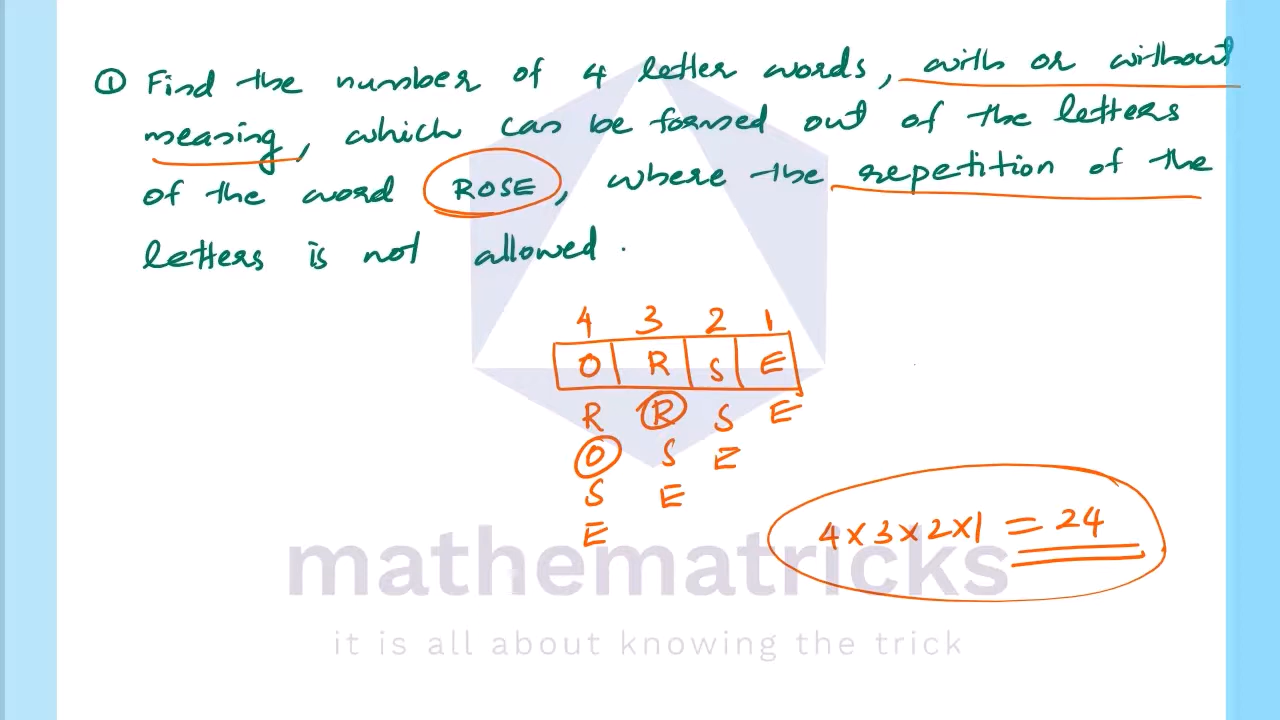 ① Find the number of 4 letter words, with or without
meaning, which can be formed out of the letters
of the word ROSE, where the repetition of the
letters is not allowed.
4 3 2 1
O R S E
R R S E
O S E
S E
E
4×3×2×1 = 24
mathematricks
it is all about knowing the trick